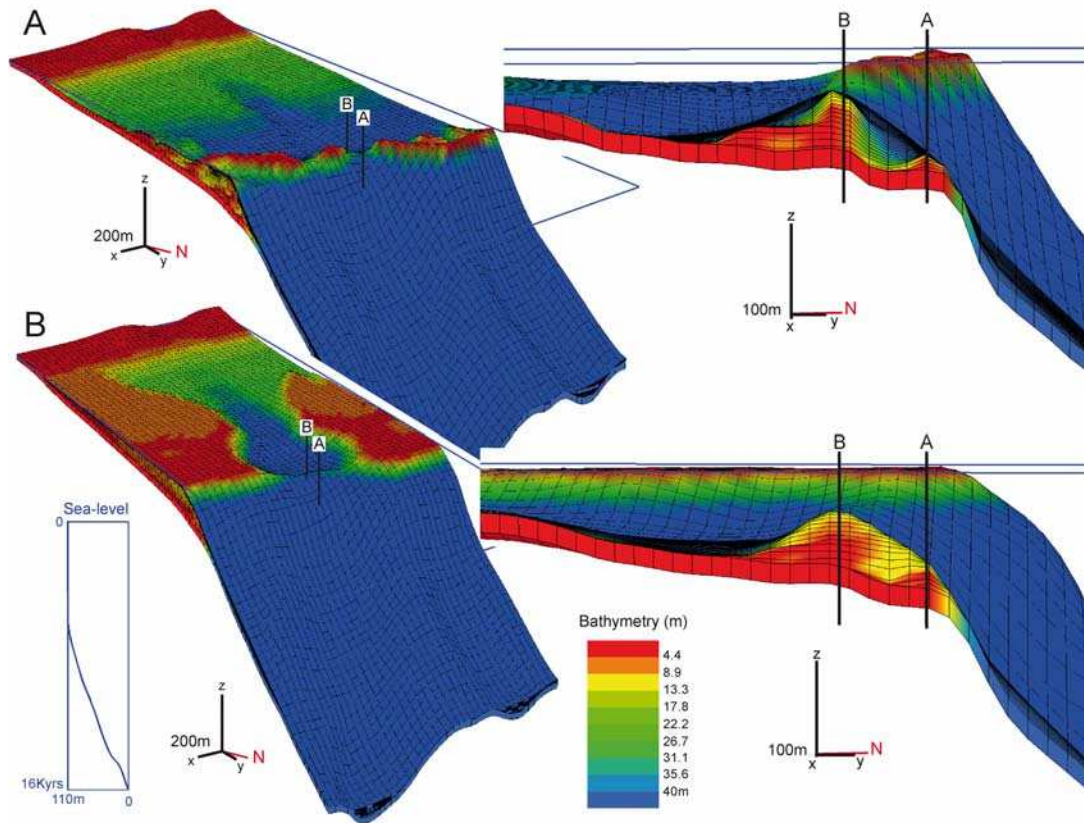 A
B
A
200m
z
x
y
N
B
A
z
100m
x
y
N
B
B
A
Sea-level
0
16Kyrs
110m
0
200m
z
x
y
N
B
A
Bathymetry (m)
4.4
8.9
13.3
17.8
22.2
26.7
31.1
35.6
40m
z
100m
x
y
N